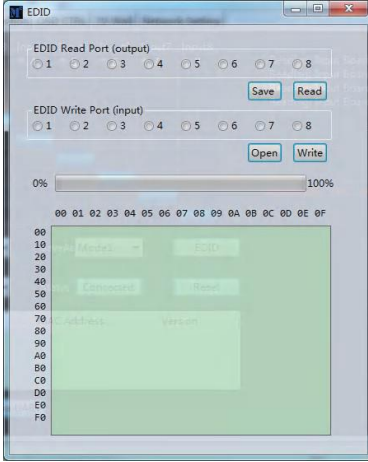 EDID
EDID Read Port (output)
1 2 3 4 5 6 7 8
Save Read
EDID Write Port (input)
1 2 3 4 5 6 7 8
Open Write
0% 100%
00 01 02 03 04 05 06 07 08 09 0A 0B 0C 0D 0E 0F
00
10
20
30
40
50
60
70
80
90
A0
B0
C0
D0
E0
F0